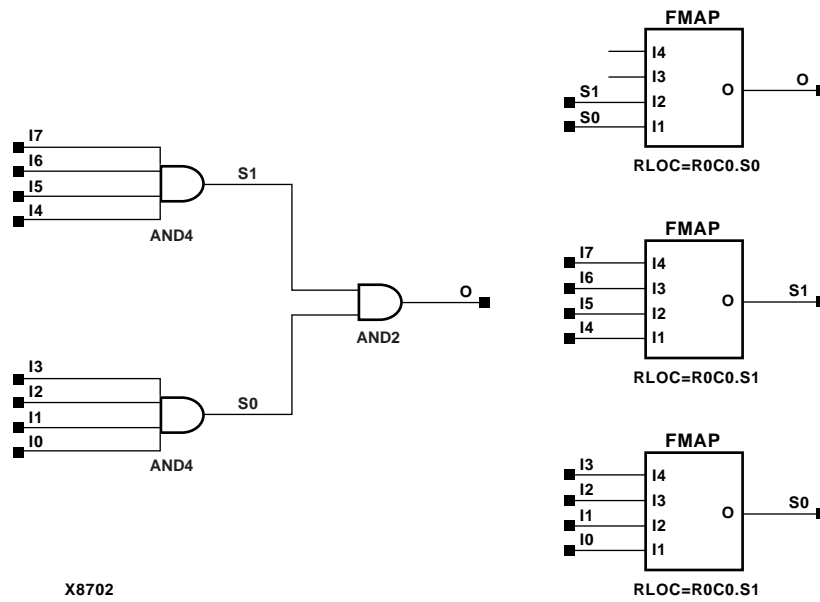 I7
I6
I5
I4
AND4
S1
I3
I2
I1
I0
AND4
S0
O
AND2
X8702
FMAP
I4
I3
S1 I2
S0 I1
O O
RLOC=R0C0.S0
FMAP
I7 I4
I6 I3
I5 I2
I4 I1
O S1
RLOC=R0C0.S1
FMAP
I3 I4
I2 I3
I1 I2
I0 I1
O S0
RLOC=R0C0.S1